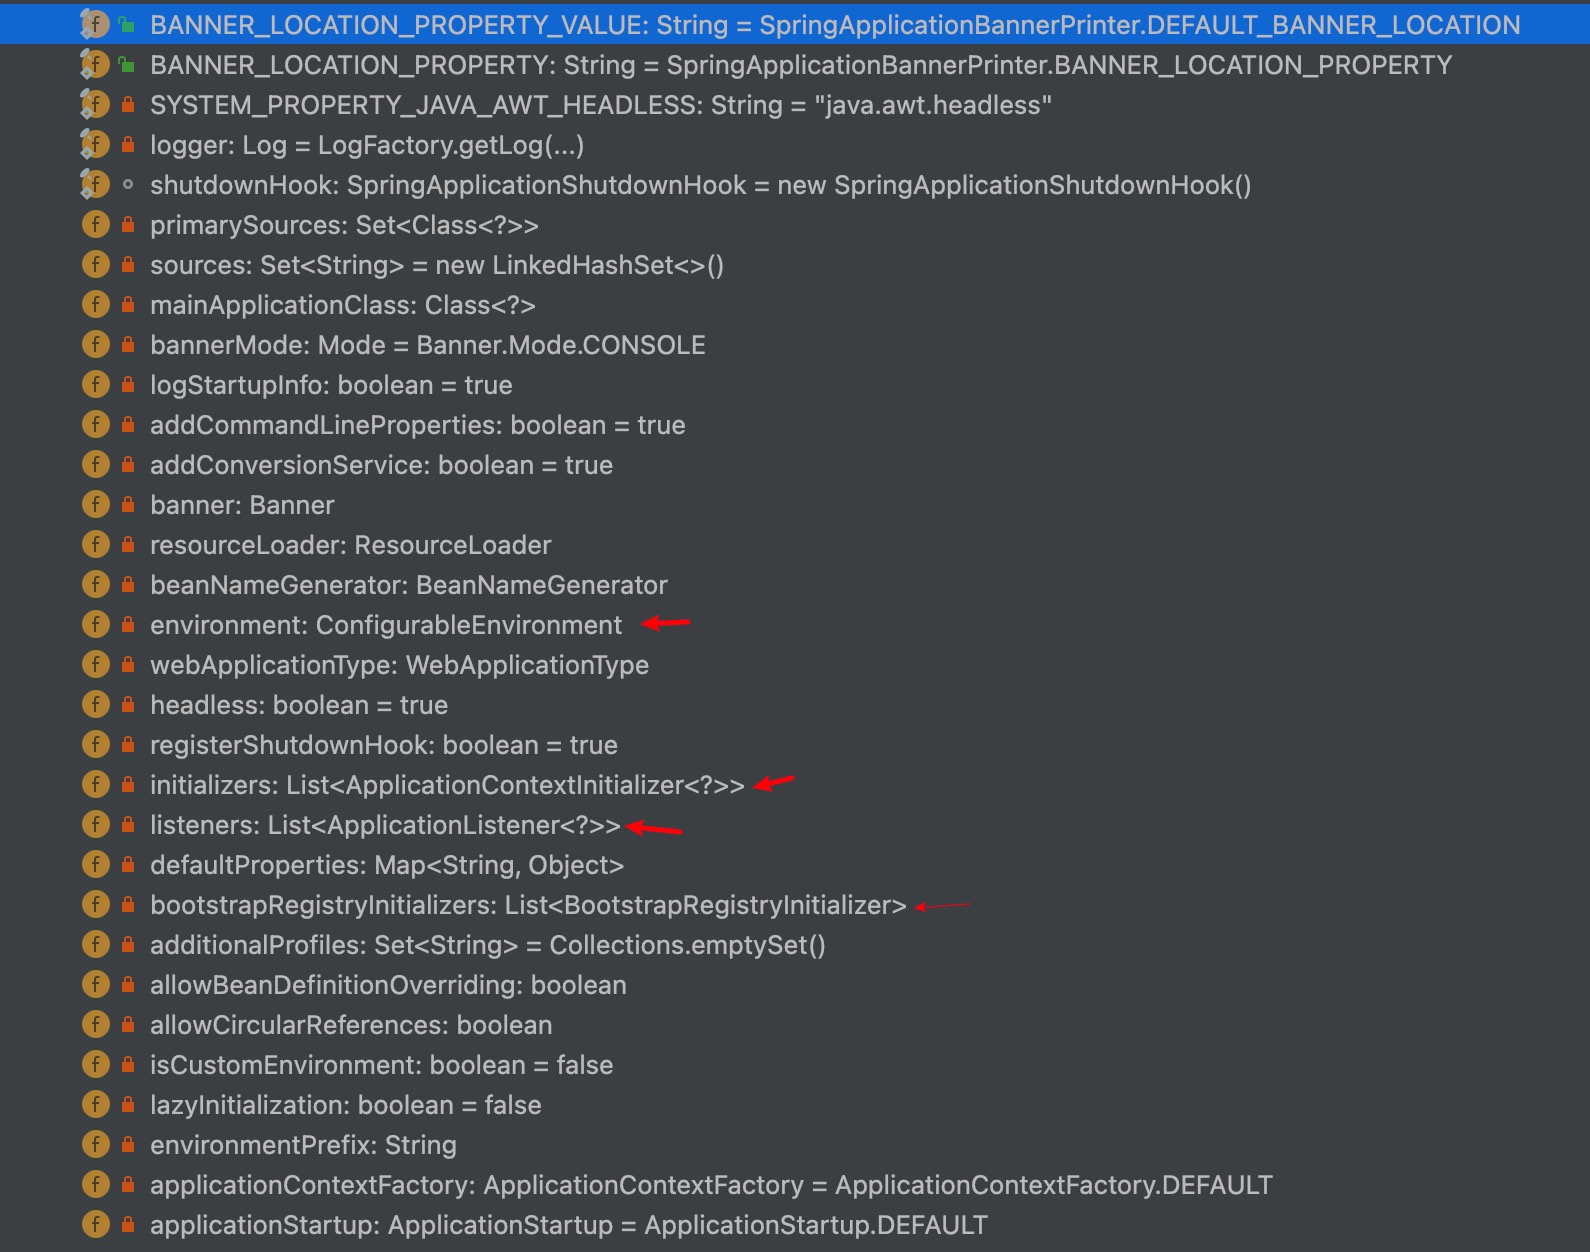 BANNER_LOCATION_PROPERTY_VALUE: String = SpringApplicationBannerPrinter.DEFAULT_BANNER_LOCATION
BANNER_LOCATION_PROPERTY: String = SpringApplicationBannerPrinter.BANNER_LOCATION_PROPERTY
SYSTEM_PROPERTY_JAVA_AWT_HEADLESS: String = "java.awt.headless"
logger: Log = LogFactory.getLog(...)
shutdownHook: SpringApplicationShutdownHook = new SpringApplicationShutdownHook()
primarySources: Set<Class<?>>
sources: Set<String> = new LinkedHashSet<>()
mainApplicationClass: Class<?>
bannerMode: Mode = Banner.Mode.CONSOLE
logStartupInfo: boolean = true
addCommandLineProperties: boolean = true
addConversionService: boolean = true
banner: Banner
resourceLoader: ResourceLoader
beanNameGenerator: BeanNameGenerator
environment: ConfigurableEnvironment
webApplicationType: WebApplicationType
headless: boolean = true
registerShutdownHook: boolean = true
initializers: List<ApplicationContextInitializer<?>>
listeners: List<ApplicationListener<?>>
defaultProperties: Map<String, Object>
bootstrapRegistryInitializers: List<BootstrapRegistryInitializer>
additionalProfiles: Set<String> = Collections.emptySet()
allowBeanDefinitionOverriding: boolean
allowCircularReferences: boolean
isCustomEnvironment: boolean = false
lazyInitialization: boolean = false
environmentPrefix: String
applicationContextFactory: ApplicationContextFactory = ApplicationContextFactory.DEFAULT
applicationStartup: ApplicationStartup = ApplicationStartup.DEFAULT